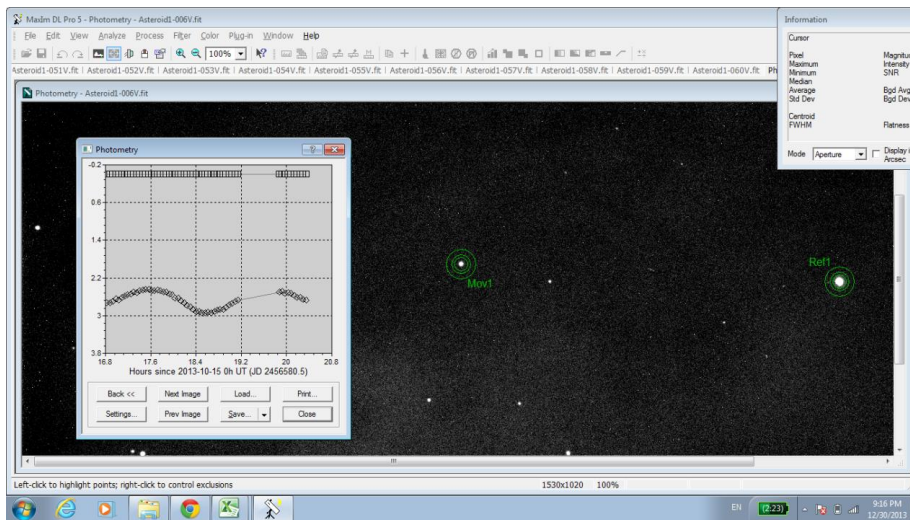 MaxIm DL Pro 5 - Photometry - Asteroid1-006V.fit
File Edit View Analyze Process Filter Color Plug-in Window Help
100%
Asteroid1-051V.fit | Asteroid1-052V.fit | Asteroid1-053V.fit | Asteroid1-054V.fit | Asteroid1-055V.fit | Asteroid1-056V.fit | Asteroid1-057V.fit | Asteroid1-058V.fit | Asteroid1-059V.fit | Asteroid1-060V.fit | Ph
Information
Cursor
Pixel Magnitu
Maximum Intensity
Minimum SNR
Median
Average Bgd Avg
Std Dev Bgd Dev
Centroid
FWHM Flatness
Mode Aperture Display i
Arcsec
Photometry - Asteroid1-006V.fit
Photometry
-0.2
0.6
1.4
2.2
3
3.8
16.8 17.6 18.4 19.2 20 20.8
Hours since 2013-10-15 0h UT (JD 2456580.5)
Back << Next Image Load... Print...
Settings... Prev Image Save... Close
Mov1
Ref1
Left-click to highlight points; right-click to control exclusions 1530x1020 100%
EN (2:23) 9:16 PM
12/30/2013